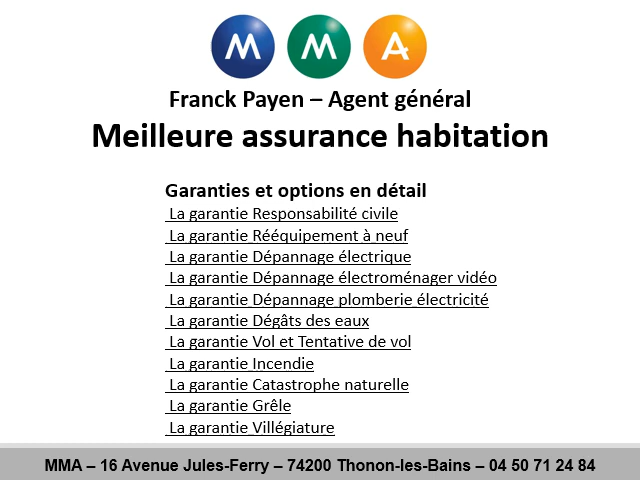 M M A
Franck Payen – Agent général
Meilleure assurance habitation
Garanties et options en détail
La garantie Responsabilité civile
La garantie Rééquipement à neuf
La garantie Dépannage électrique
La garantie Dépannage électroménager vidéo
La garantie Dépannage plomberie électricité
La garantie Dégâts des eaux
La garantie Vol et Tentative de vol
La garantie Incendie
La garantie Catastrophe naturelle
La garantie Grêle
La garantie Villégiature
MMA – 16 Avenue Jules-Ferry – 74200 Thonon-les-Bains – 04 50 71 24 84